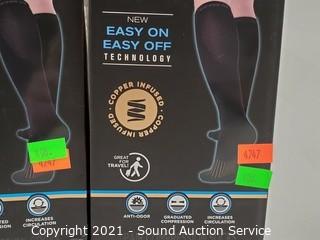 NEW
EASY ON
EASY OFF
TECHNOLOGY
COPPER INFUSED · COPPER INFUSED
GREAT
FOR
TRAVEL!
4747
4747
ANTI-ODOR
GRADUATED
COMPRESSION
INCREASES
CIRCULATION
INCREASES
CIRCULATION
Copyright 2021 - Sound Auction Service